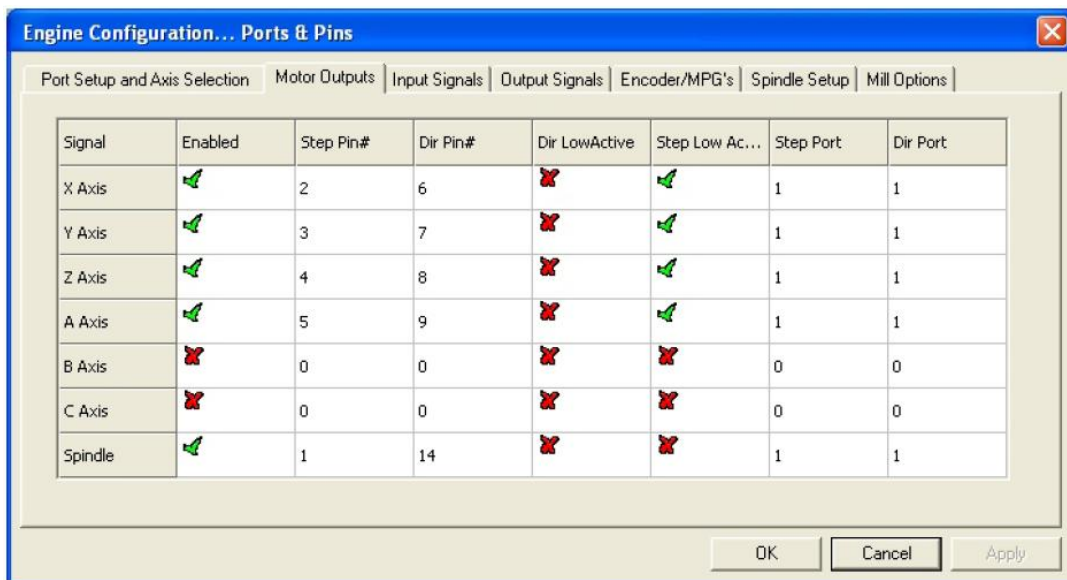 Engine Configuration... Ports & Pins
Port Setup and Axis Selection Motor Outputs Input Signals Output Signals Encoder/MPG's Spindle Setup Mill Options
Signal Enabled Step Pin# Dir Pin# Dir LowActive Step Low Ac... Step Port Dir Port
X Axis 2 6 1 1
Y Axis 3 7 1 1
Z Axis 4 8 1 1
A Axis 5 9 1 1
B Axis 0 0 0 0
C Axis 0 0 0 0
Spindle 1 14 1 1
OK Cancel Apply